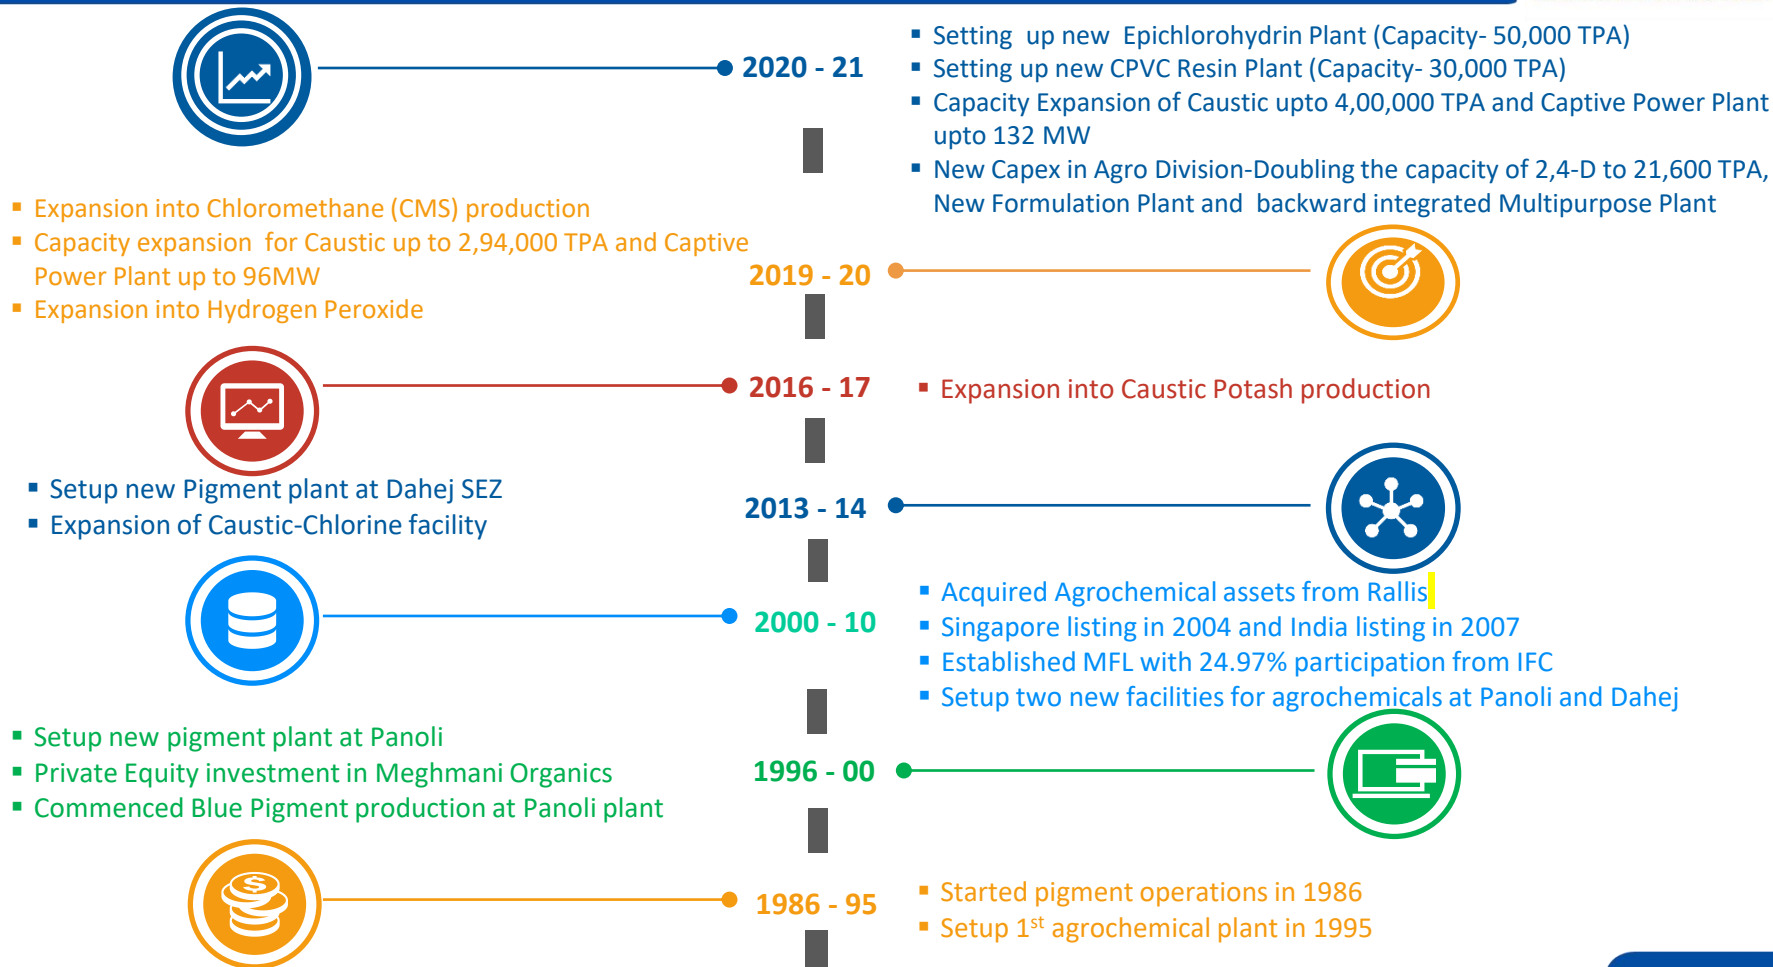 2020 - 21
▪ Setting up new Epichlorohydrin Plant (Capacity- 50,000 TPA)
▪ Setting up new CPVC Resin Plant (Capacity- 30,000 TPA)
▪ Capacity Expansion of Caustic upto 4,00,000 TPA and Captive Power Plant
upto 132 MW
▪ New Capex in Agro Division-Doubling the capacity of 2,4-D to 21,600 TPA,
New Formulation Plant and backward integrated Multipurpose Plant
▪ Expansion into Chloromethane (CMS) production
▪ Capacity expansion for Caustic up to 2,94,000 TPA and Captive
Power Plant up to 96MW
▪ Expansion into Hydrogen Peroxide
2019 - 20
2016 - 17
▪ Expansion into Caustic Potash production
▪ Setup new Pigment plant at Dahej SEZ
▪ Expansion of Caustic-Chlorine facility
2013 - 14
2000 - 10
▪ Acquired Agrochemical assets from Rallis
▪ Singapore listing in 2004 and India listing in 2007
▪ Established MFL with 24.97% participation from IFC
▪ Setup two new facilities for agrochemicals at Panoli and Dahej
▪ Setup new pigment plant at Panoli
▪ Private Equity investment in Meghmani Organics
▪ Commenced Blue Pigment production at Panoli plant
1996 - 00
$
1986 - 95
▪ Started pigment operations in 1986
▪ Setup 1st agrochemical plant in 1995